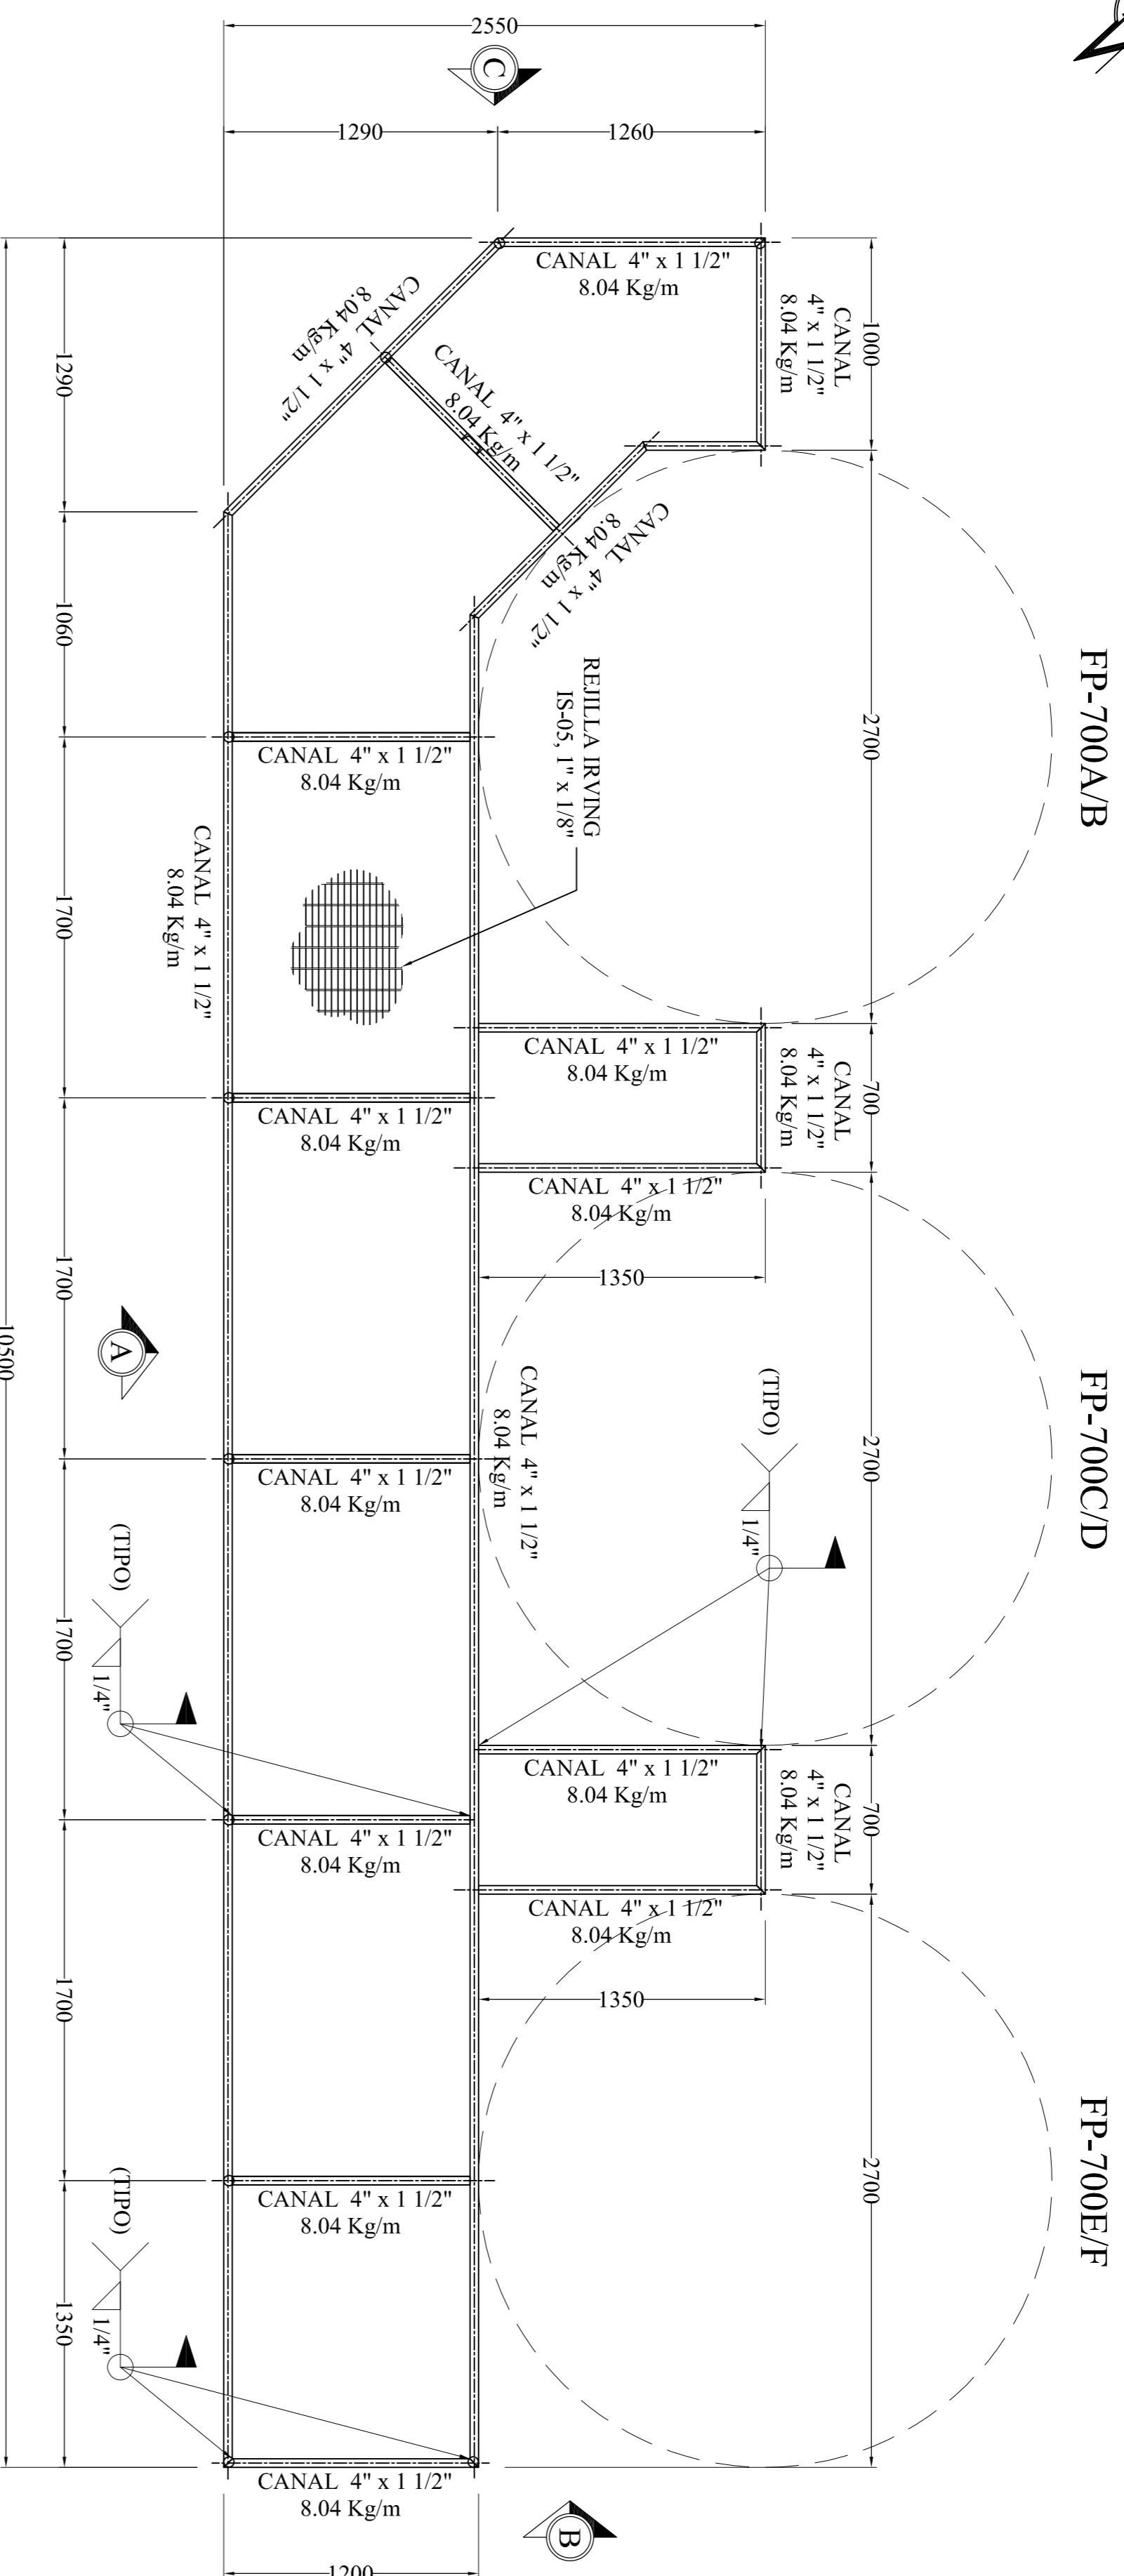 2550
C
1290
1260
CANAL 4" x 1 1/2"
8.04 Kg/m
CANAL
4" x 1 1/2"
8.04 Kg/m
1000
CANAL 4" x 1 1/2"
8.04 Kg/m
CANAL 4" x 1 1/2"
8.04 Kg/m
CANAL 4" x 1 1/2"
8.04 Kg/m
1290
1060
FP-700A/B
2700
REJILLA IRVING
IS-05, 1" x 1/8"
CANAL 4" x 1 1/2"
8.04 Kg/m
CANAL 4" x 1 1/2"
8.04 Kg/m
1700
CANAL 4" x 1 1/2"
8.04 Kg/m
CANAL
4" x 1 1/2"
8.04 Kg/m
700
CANAL 4" x 1 1/2"
8.04 Kg/m
CANAL 4" x 1 1/2"
8.04 Kg/m
1350
1700
A
10500
FP-700C/D
2700
(TIPO)
1/4"
CANAL 4" x 1 1/2"
8.04 Kg/m
CANAL 4" x 1 1/2"
8.04 Kg/m
(TIPO)
1/4"
1700
CANAL 4" x 1 1/2"
8.04 Kg/m
CANAL
4" x 1 1/2"
8.04 Kg/m
700
CANAL 4" x 1 1/2"
8.04 Kg/m
CANAL 4" x 1 1/2"
8.04 Kg/m
1350
1700
FP-700E/F
2700
CANAL 4" x 1 1/2"
8.04 Kg/m
(TIPO)
1/4"
1350
CANAL 4" x 1 1/2"
8.04 Kg/m
B
1200